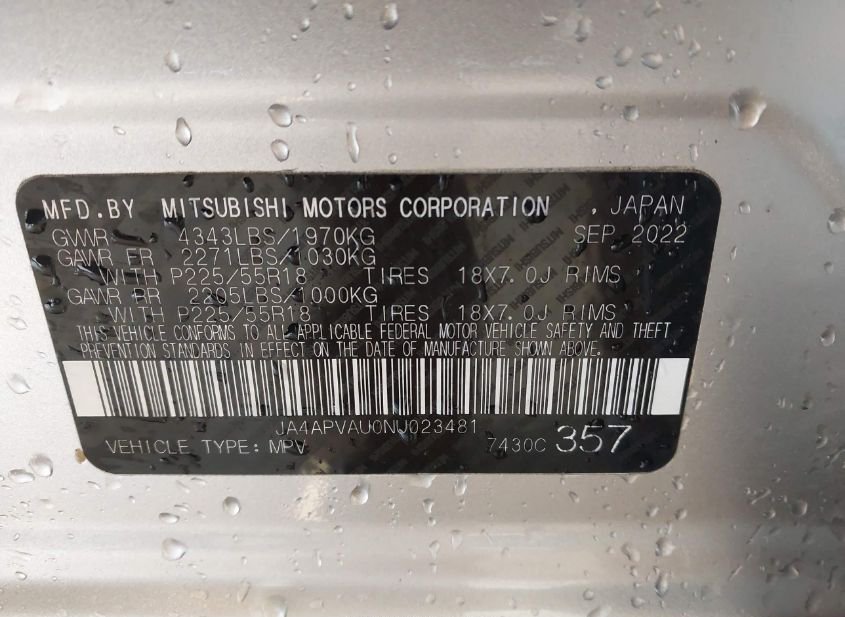 MFD.BY MITSUBISHI MOTORS CORPORATION , JAPAN
GVWR 4343LBS/1970KG SEP 2022
GAWR FR 2271LBS/1030KG
WITH P225/55R18 TIRES 18X7.0J RIMS
GAWR RR 2205LBS/1000KG
WITH P225/55R18 TIRES 18X7.0J RIMS
THIS VEHICLE CONFORMS TO ALL APPLICABLE FEDERAL MOTOR VEHICLE SAFETY AND THEFT
PREVENTION STANDARDS IN EFFECT ON THE DATE OF MANUFACTURE SHOWN ABOVE.
JA4APVAU0NU023481
VEHICLE TYPE: MPV 7430C 357